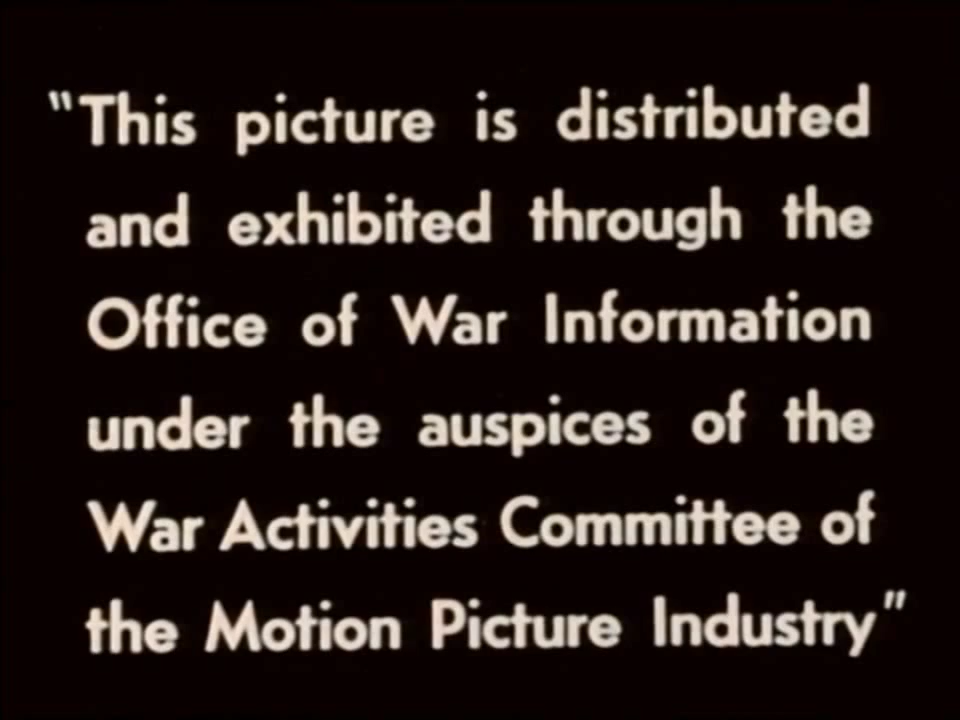 "This picture is distributed
and exhibited through the
Office of War Information
under the auspices of the
War Activities Committee of
the Motion Picture Industry"